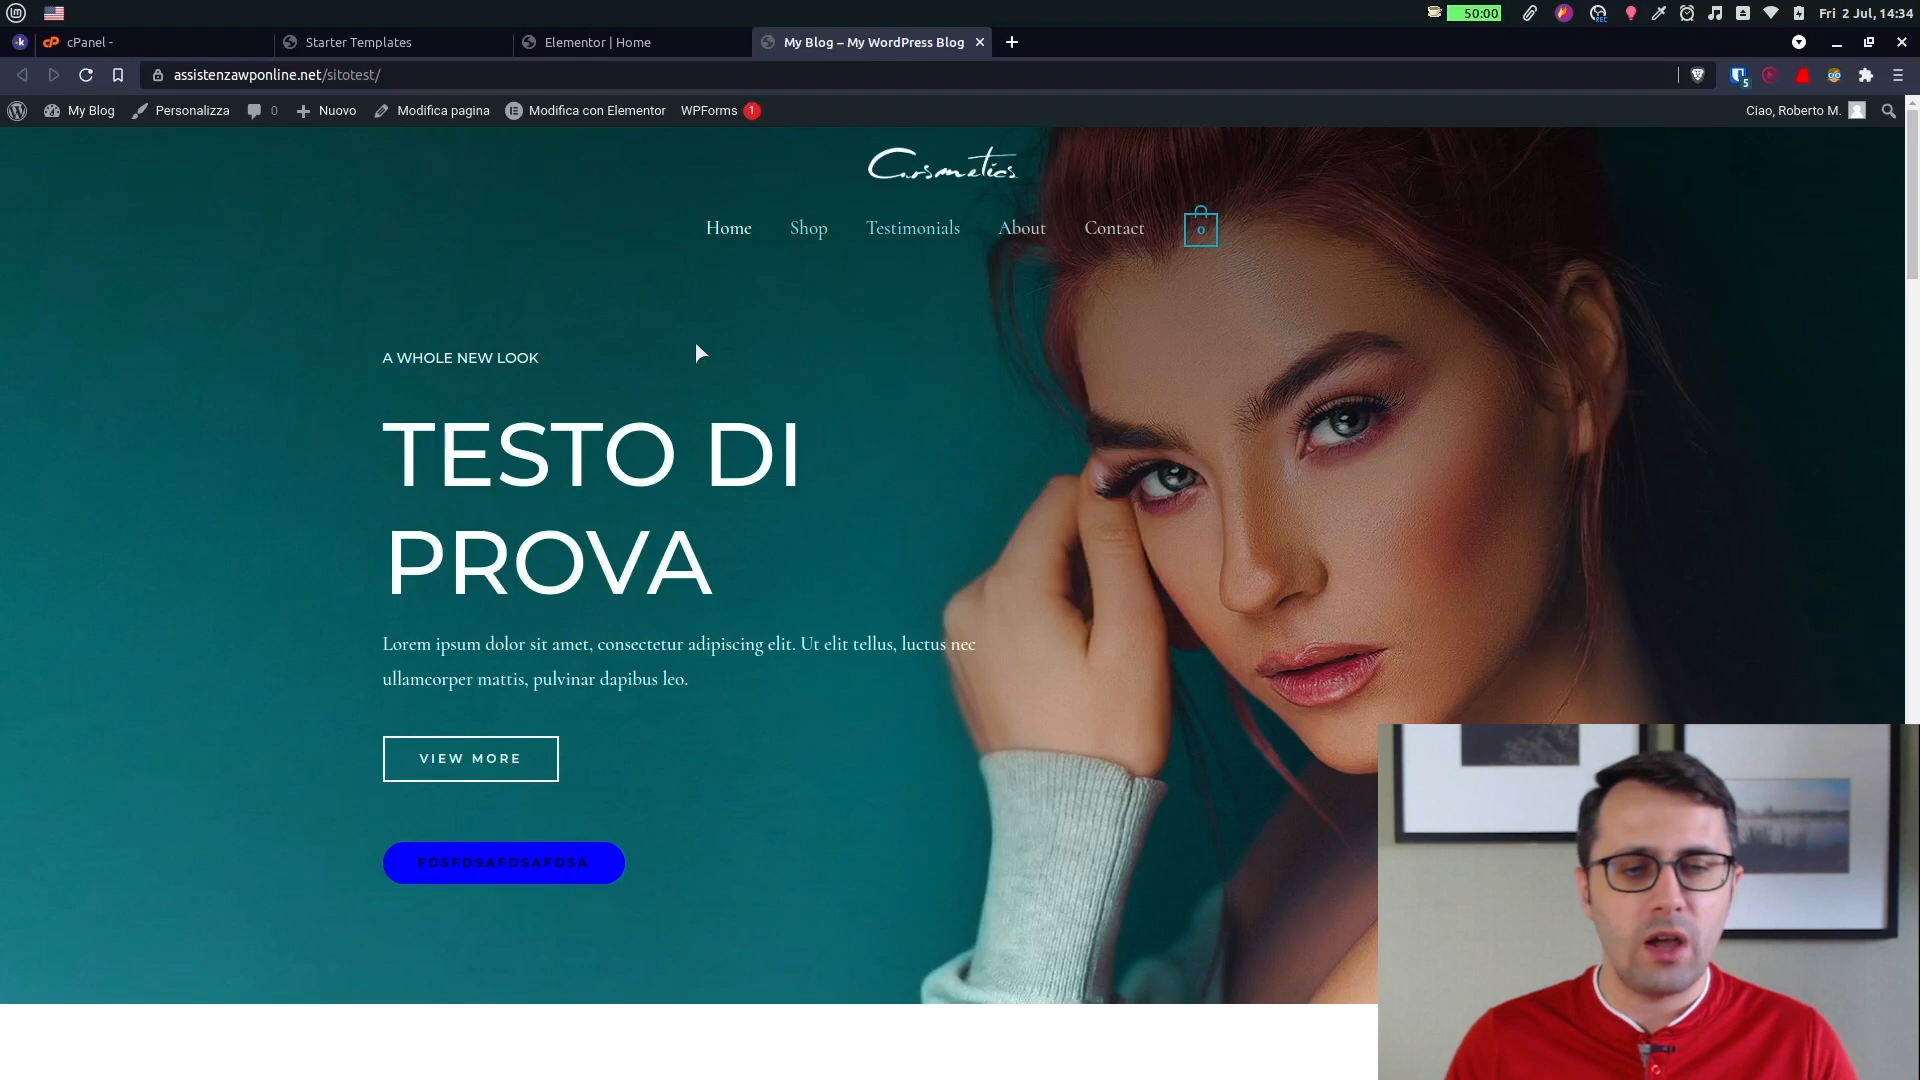 50:00
REC
Fri 2 Jul, 14:34
k
cP
cPanel -
Starter Templates
Elementor | Home
My Blog – My WordPress Blog
assistenzawponline.net/sitotest/
5
My Blog
Personalizza
0
Nuovo
Modifica pagina
Modifica con Elementor
WPForms
1
Ciao, Roberto M.
Cosmetics
Home
Shop
Testimonials
About
Contact
0
A WHOLE NEW LOOK
TESTO DI
PROVA
Lorem ipsum dolor sit amet, consectetur adipiscing elit. Ut elit tellus, luctus nec
ullamcorper mattis, pulvinar dapibus leo.
VIEW MORE
FDSFDSAFDSAFDSA